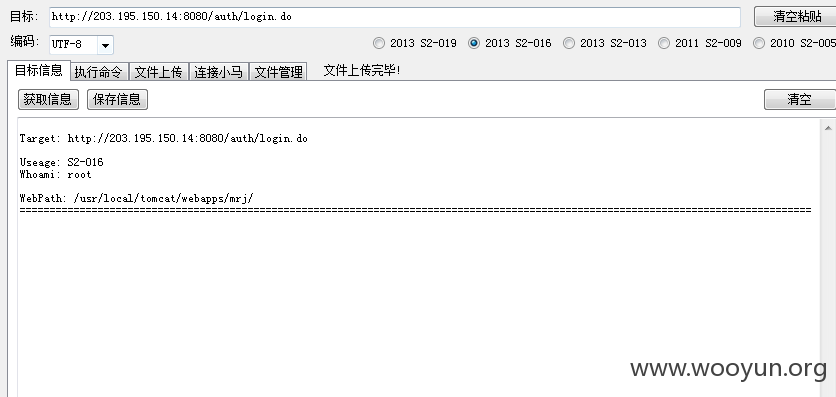 目标: http://203.195.150.14:8080/auth/login.do 清空粘贴
编码: UTF-8 2013 S2-019 2013 S2-016 2013 S2-013 2011 S2-009 2010 S2-005
目标信息 执行命令 文件上传 连接小马 文件管理 文件上传完毕!
获取信息 保存信息 清空
Target: http://203.195.150.14:8080/auth/login.do
Useage: S2-016
Whoami: root
WebPath: /usr/local/tomcat/webapps/mrj/
www.wooyun.org